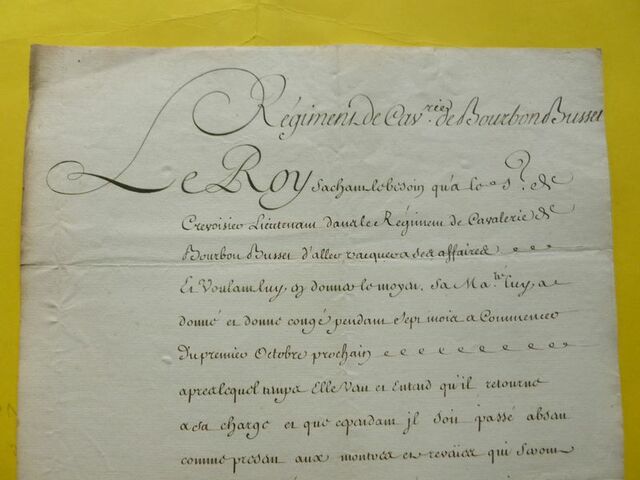 Régiment de Cav.rie de Bourbon Busset
Le Roy Sachant le besoin qu'a le S.r de
Crevoisier Lieutenant dans le Régiment de Cavalerie de
Bourbon Busset d'aller vacquer a ses affaires
Et Voulant luy en donner le moyen, Sa Ma.té luy a
donné et donne congé pendant Sept mois a Commencer
Du premier Octobre prochain
apres lequel temps Elle Veut et Entend qu'il retourne
a sa charge et que cependant jl soit passé absent
comme present aux montres et reveües qui seront